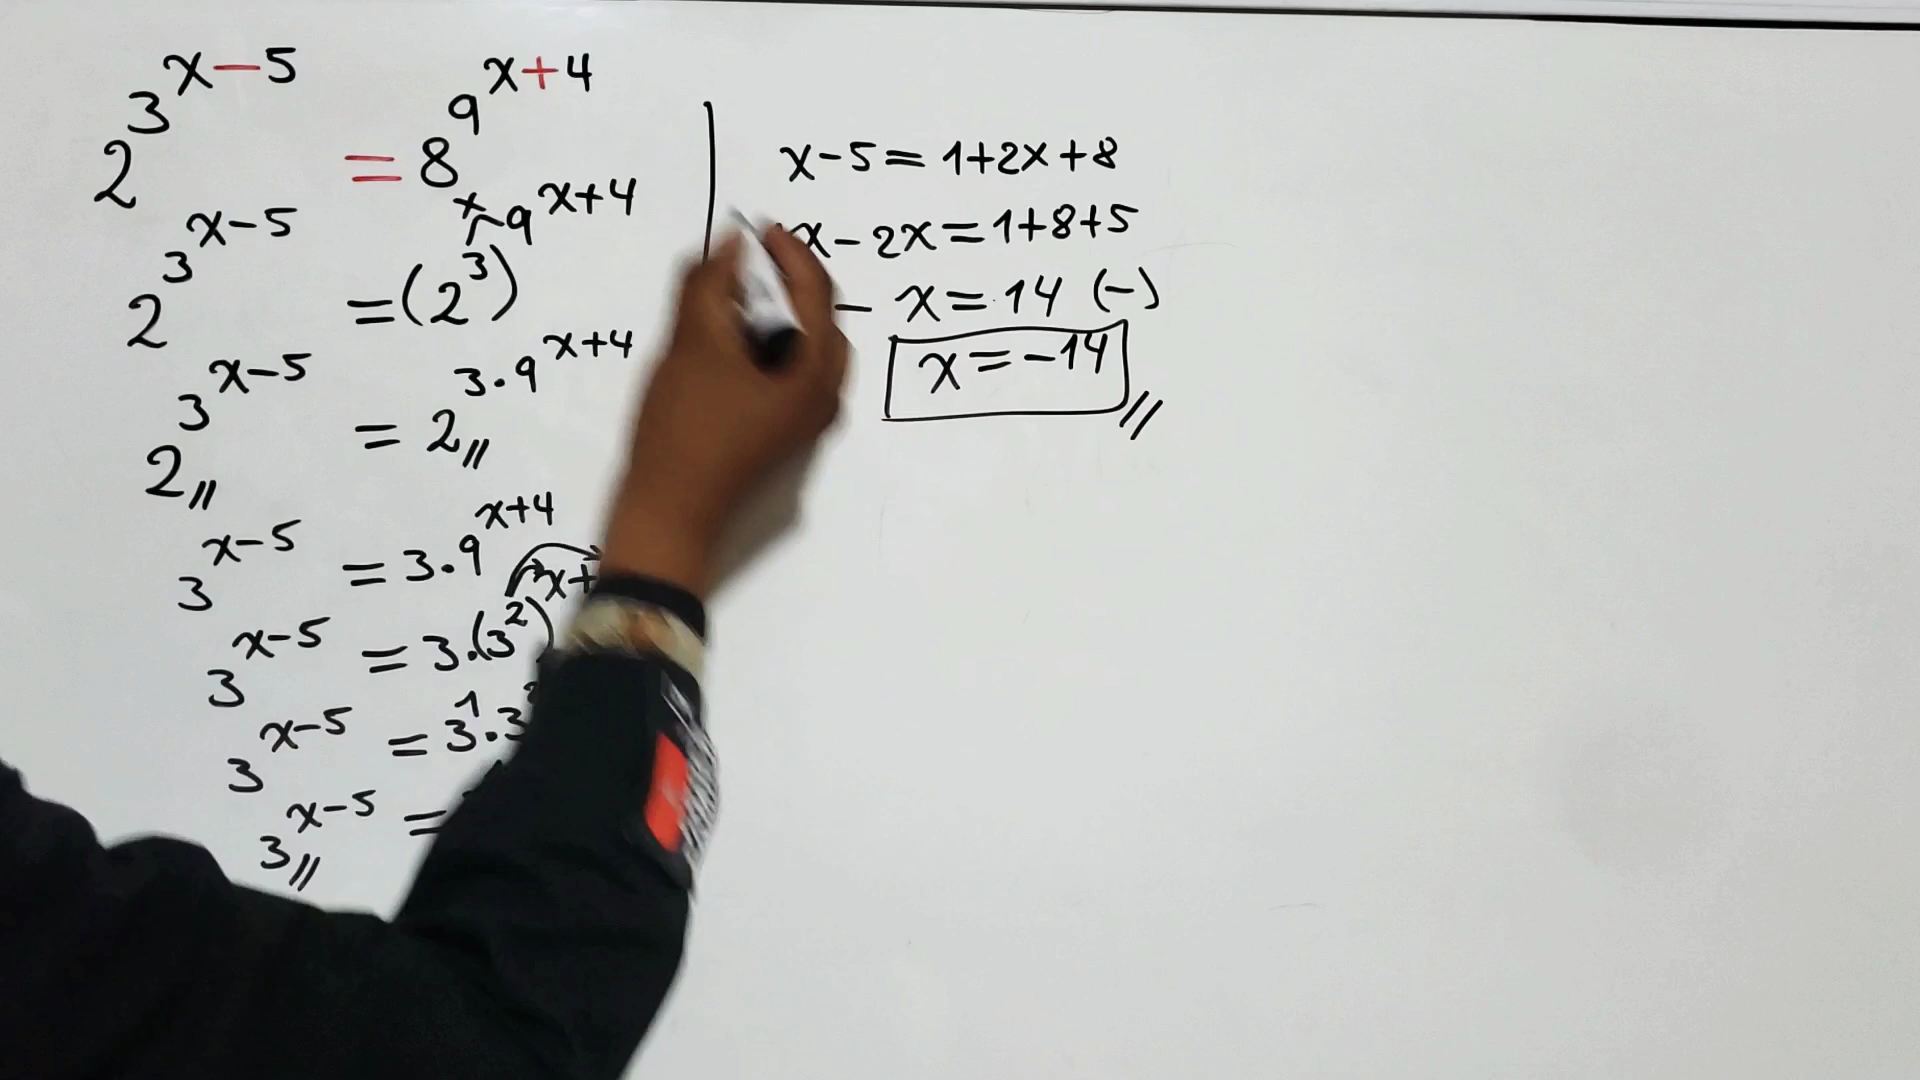 2^3^x-5 = 8^9^x+4
2^3^x-5 = (2^3)^9^x+4
2^3^x-5 = 2^3·9^x+4
3^x-5 = 3·9^x+4
3^x-5 = 3·(3^2)^x+
3^x-5 = 3^1·3
3^x-5 =
x-5=1+2x+8
x-2x=1+8+5
-x=14 (-)
x=-14